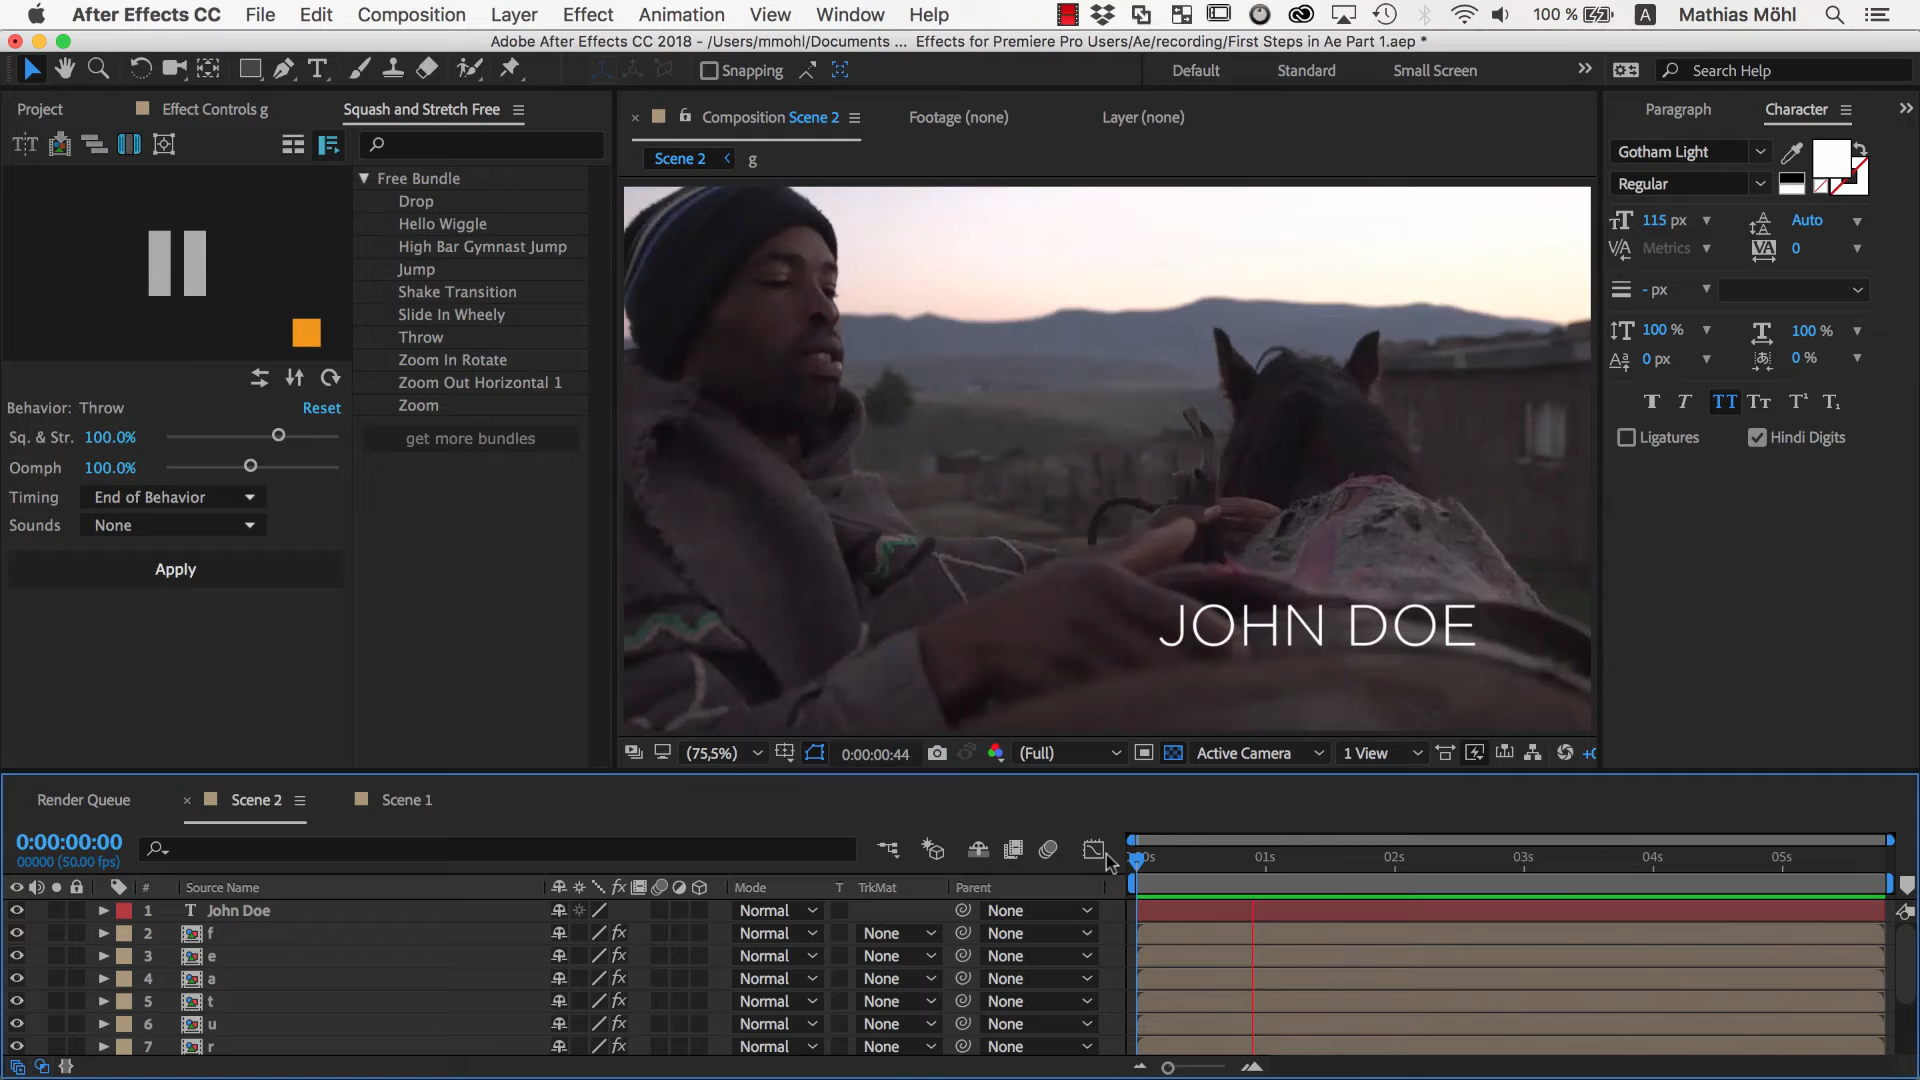 After Effects CC File Edit Composition Layer Effect Animation View Window Help 100 % A Mathias Möhl
Adobe After Effects CC 2018 - /Users/mmohl/Documents ... Effects for Premiere Pro Users/Ae/recording/First Steps in Ae Part 1.aep *
Snapping Default Standard Small Screen Search Help
Project Effect Controls g Squash and Stretch Free
Composition Scene 2 Footage (none) Layer (none)
Paragraph Character
Scene 2 g
Gotham Light
Regular
115 px Auto
Metrics 0
- px
100 % 100 %
0 px 0 %
Ligatures Hindi Digits
Free Bundle
Drop
Hello Wiggle
High Bar Gymnast Jump
Jump
Shake Transition
Slide In Wheely
Throw
Zoom In Rotate
Zoom Out Horizontal 1
Zoom
get more bundles
Behavior: Throw Reset
Sq. & Str. 100.0%
Oomph 100.0%
Timing End of Behavior
Sounds None
Apply
JOHN DOE
(75,5%) 0:00:00:44 (Full) Active Camera 1 View
Render Queue Scene 2 Scene 1
0:00:00:00
00000 (50.00 fps)
01s 02s 03s 04s 05s
# Source Name fx Mode T TrkMat Parent
1 T John Doe Normal None
2 f fx Normal None None
3 e fx Normal None None
4 a fx Normal None None
5 t fx Normal None None
6 u fx Normal None None
7 r fx Normal None None